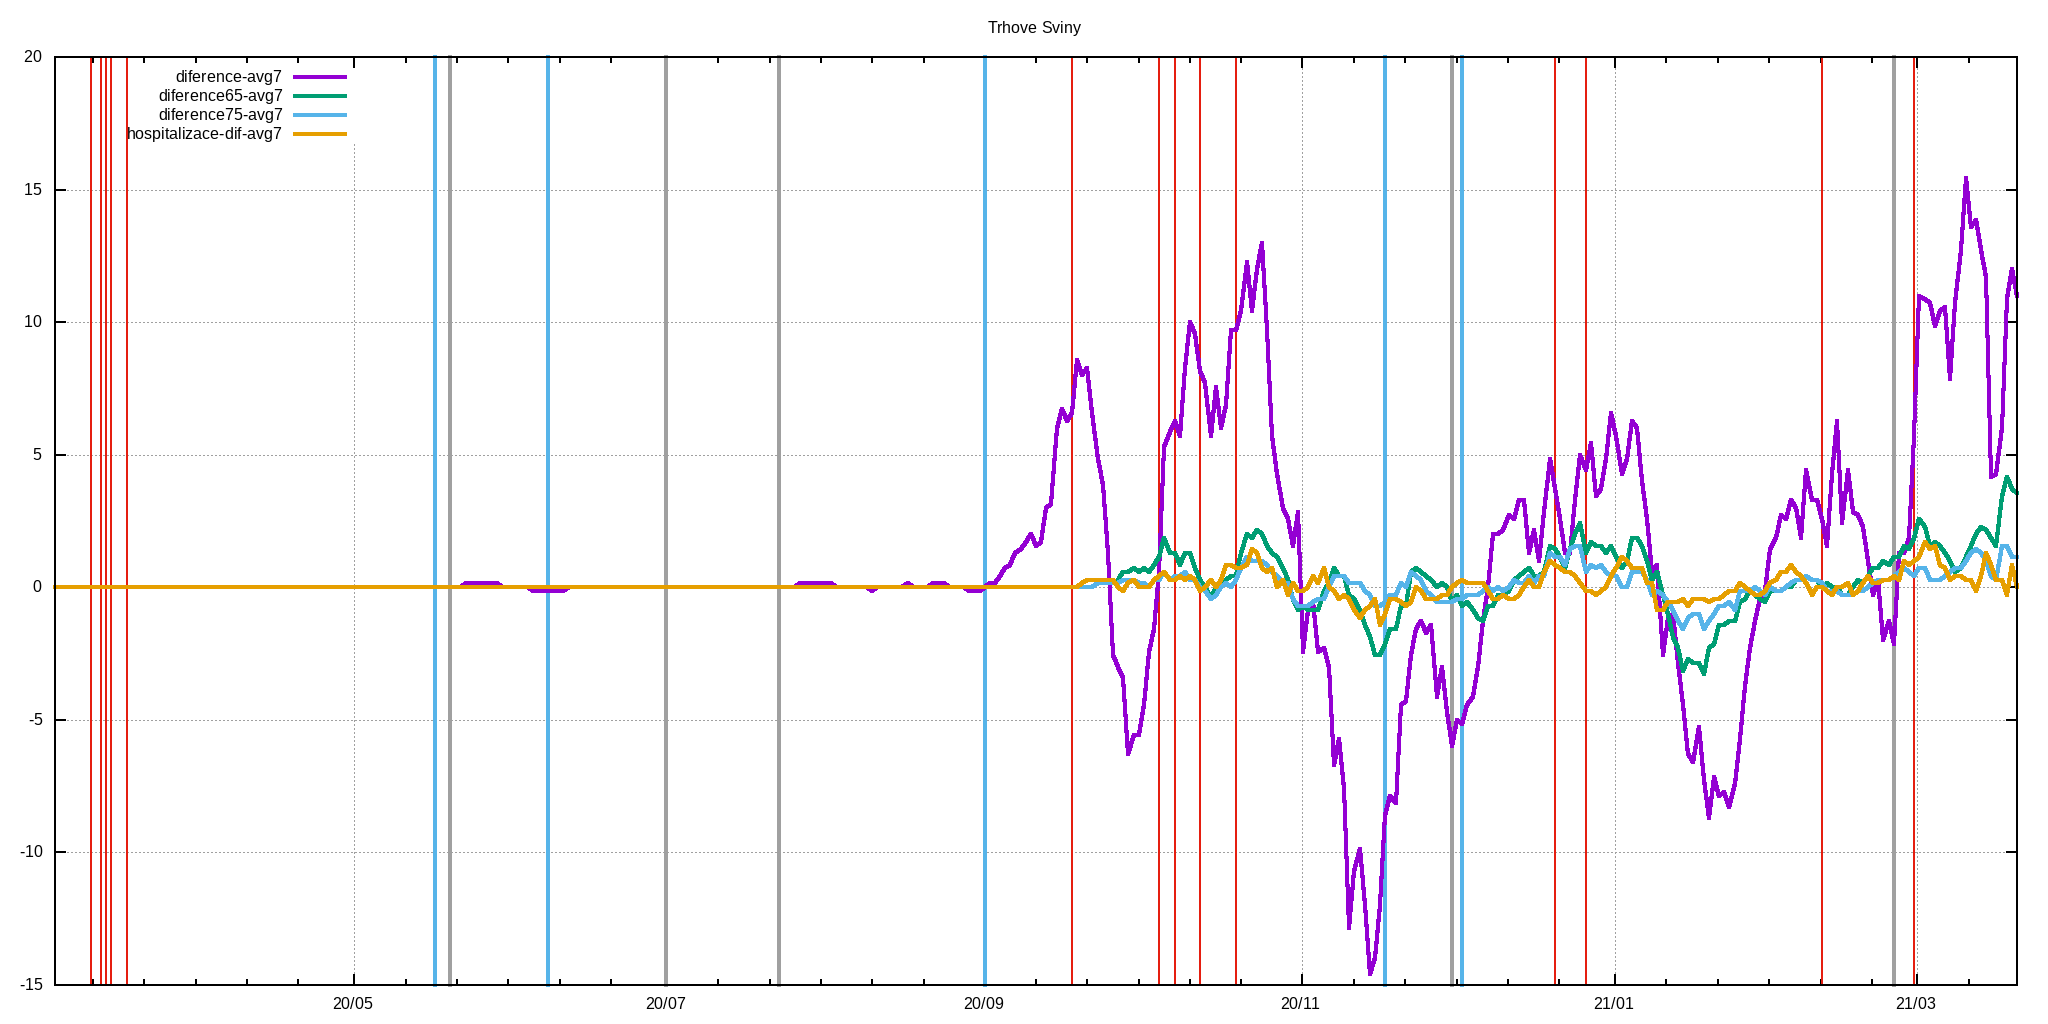 Trhove Sviny
20
diference-avg7
diference65-avg7
diference75-avg7
hospitalizace-dif-avg7
15
10
5
0
-5
-10
-15
20/05 20/07 20/09 20/11 21/01 21/03